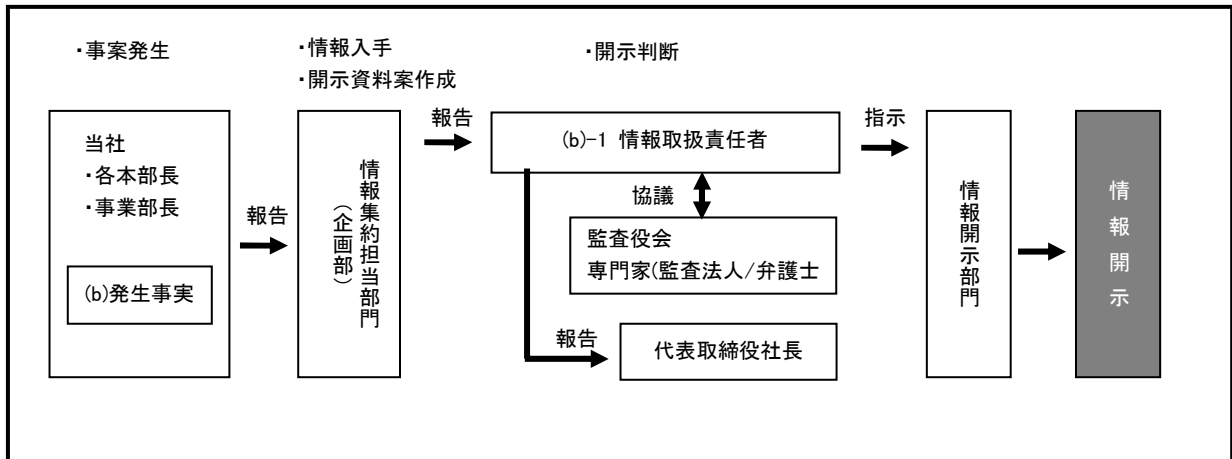 ・事案発生
・情報入手
・開示資料案作成
・開示判断
当社
・各本部長
・事業部長
(b)発生事実
報告
情報集約担当部門
（企画部）
報告
(b)-1 情報取扱責任者
協議
監査役会
専門家(監査法人/弁護士
報告
代表取締役社長
指示
情報開示部門
情報開示